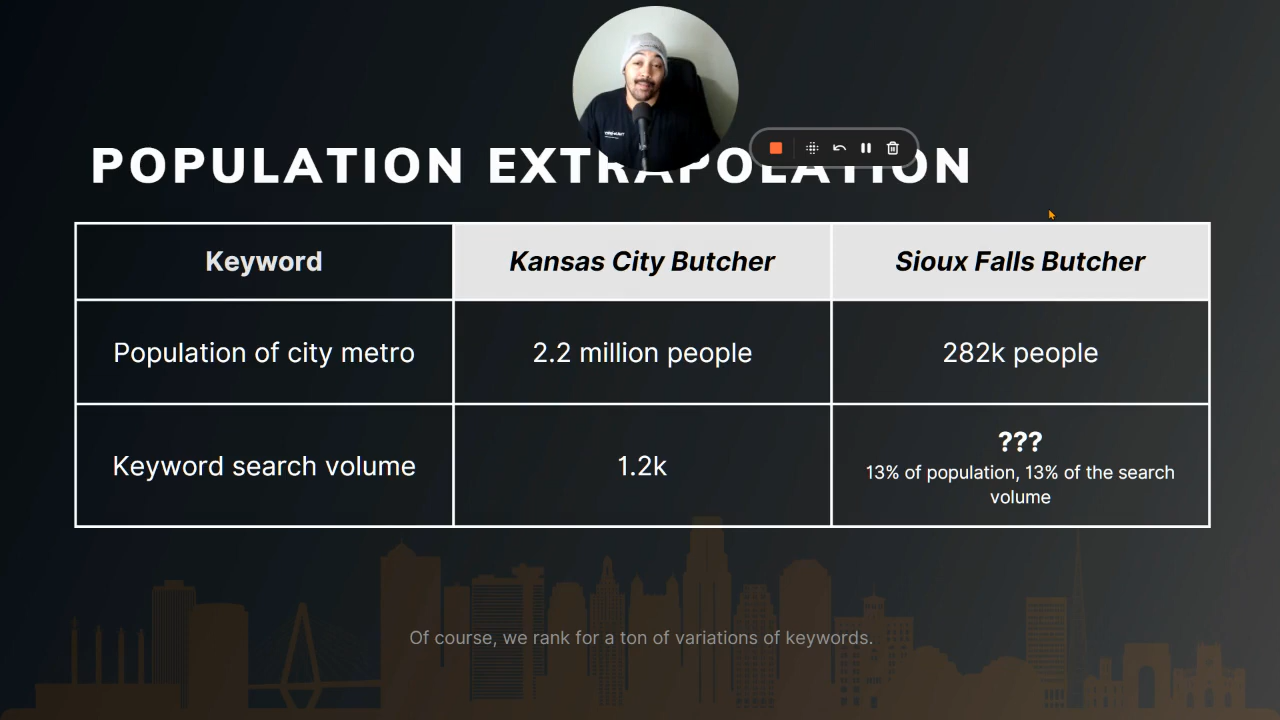 POPULATION EXTRAPOLATION
Keyword
Kansas City Butcher
Sioux Falls Butcher
Population of city metro
2.2 million people
282k people
Keyword search volume
1.2k
???
13% of population, 13% of the search
volume
Of course, we rank for a ton of variations of keywords.